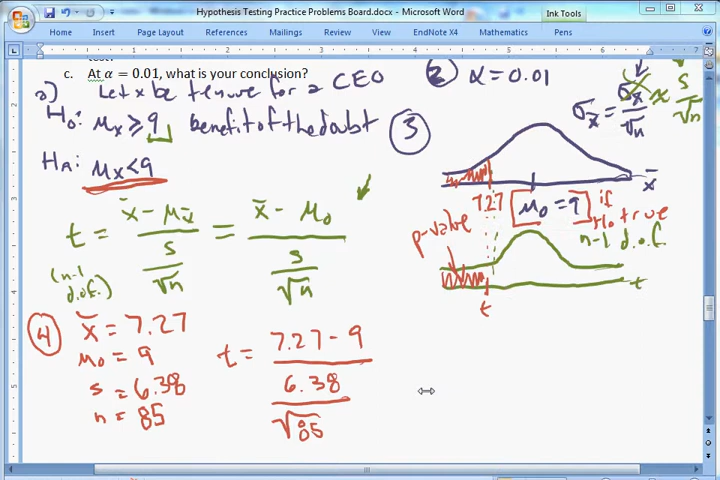 Hypothesis Testing Practice Problems Board.docx - Microsoft Word
Ink Tools
Home Insert Page Layout References Mailings Review View EndNote X4 Mathematics Pens
c. At α = 0.01, what is your conclusion?
a) Let x be tenure for a CEO
H₀: μₓ ≥ 9 benefit of the doubt
Hₐ: μₓ < 9
t = (x̄ - μx̄) / (s/√n) = (x̄ - μ₀) / (s/√n)
(n-1 d.o.f.)
④
x̄ = 7.27
μ₀ = 9
s = 6.38
n = 85
t = (7.27 - 9) / (6.38/√85)
② α = 0.01
σx̄ = σₓ/√n ≈ s/√n
③
x̄
7.27
μ₀ = 9 if H₀ true
n-1 d.o.f.
p-value
t
t